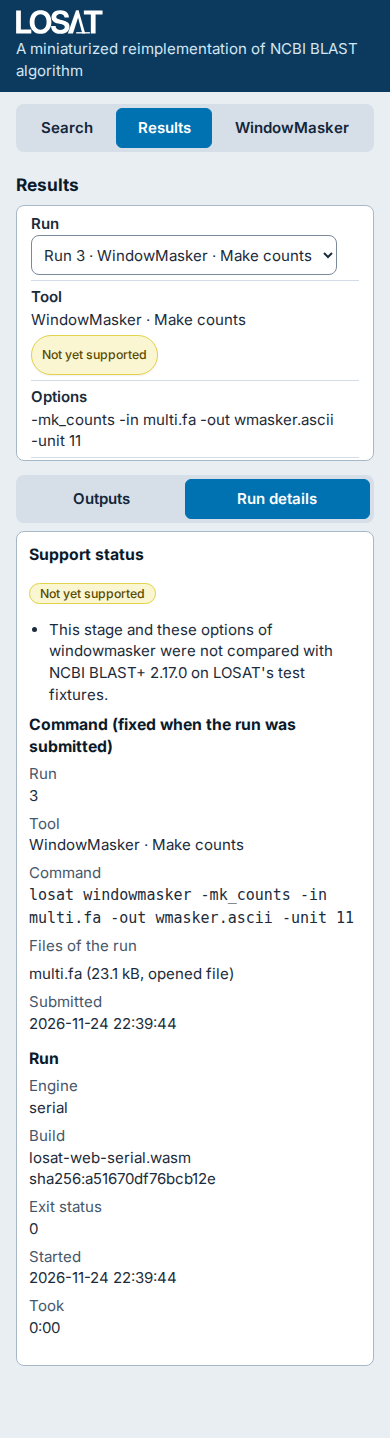 LOSAT
A miniaturized reimplementation of NCBI BLAST
algorithm
Search
Results
WindowMasker
Results
Run
Run 3 · WindowMasker · Make counts
Tool
WindowMasker · Make counts
Not yet supported
Options
-mk_counts -in multi.fa -out wmasker.ascii
-unit 11
Outputs
Run details
Support status
Not yet supported
• This stage and these options of
windowmasker were not compared with
NCBI BLAST+ 2.17.0 on LOSAT's test
fixtures.
Command (fixed when the run was
submitted)
Run
3
Tool
WindowMasker · Make counts
Command
losat windowmasker -mk_counts -in
multi.fa -out wmasker.ascii -unit 11
Files of the run
multi.fa (23.1 kB, opened file)
Submitted
2026-11-24 22:39:44
Run
Engine
serial
Build
losat-web-serial.wasm
sha256:a51670df76bcb12e
Exit status
0
Started
2026-11-24 22:39:44
Took
0:00